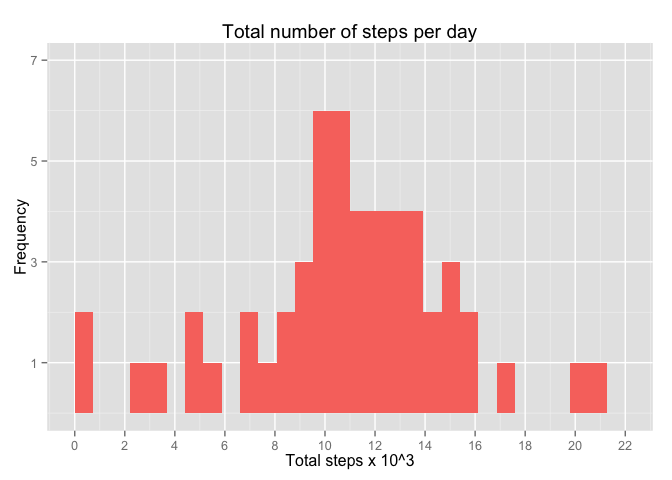 Total number of steps per day
7
5
3
1
Frequency
0 2 4 6 8 10 12 14 16 18 20 22
Total steps x 10^3